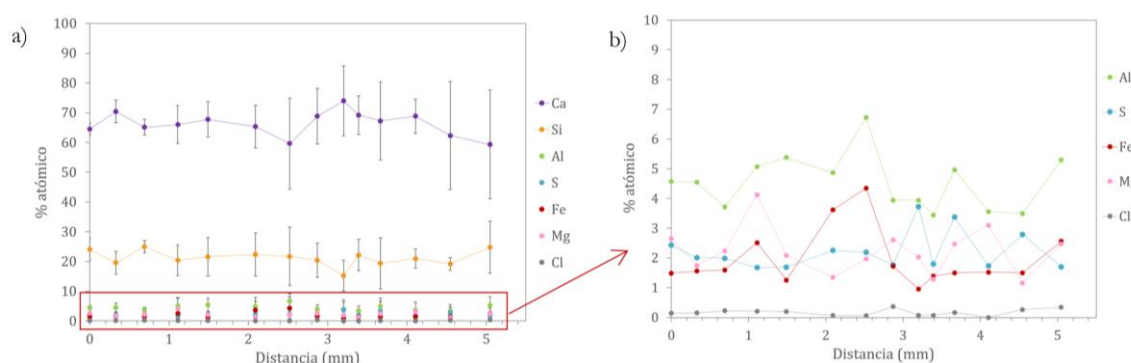 a)
% atómico
100
90
80
70
60
50
40
30
20
10
0
0 1 2 3 4 5
Distancia (mm)
Ca
Si
Al
S
Fe
Mg
Cl
b)
% atómico
10
9
8
7
6
5
4
3
2
1
0
0 1 2 3 4 5
Distancia (mm)
Al
S
Fe
Mg
Cl